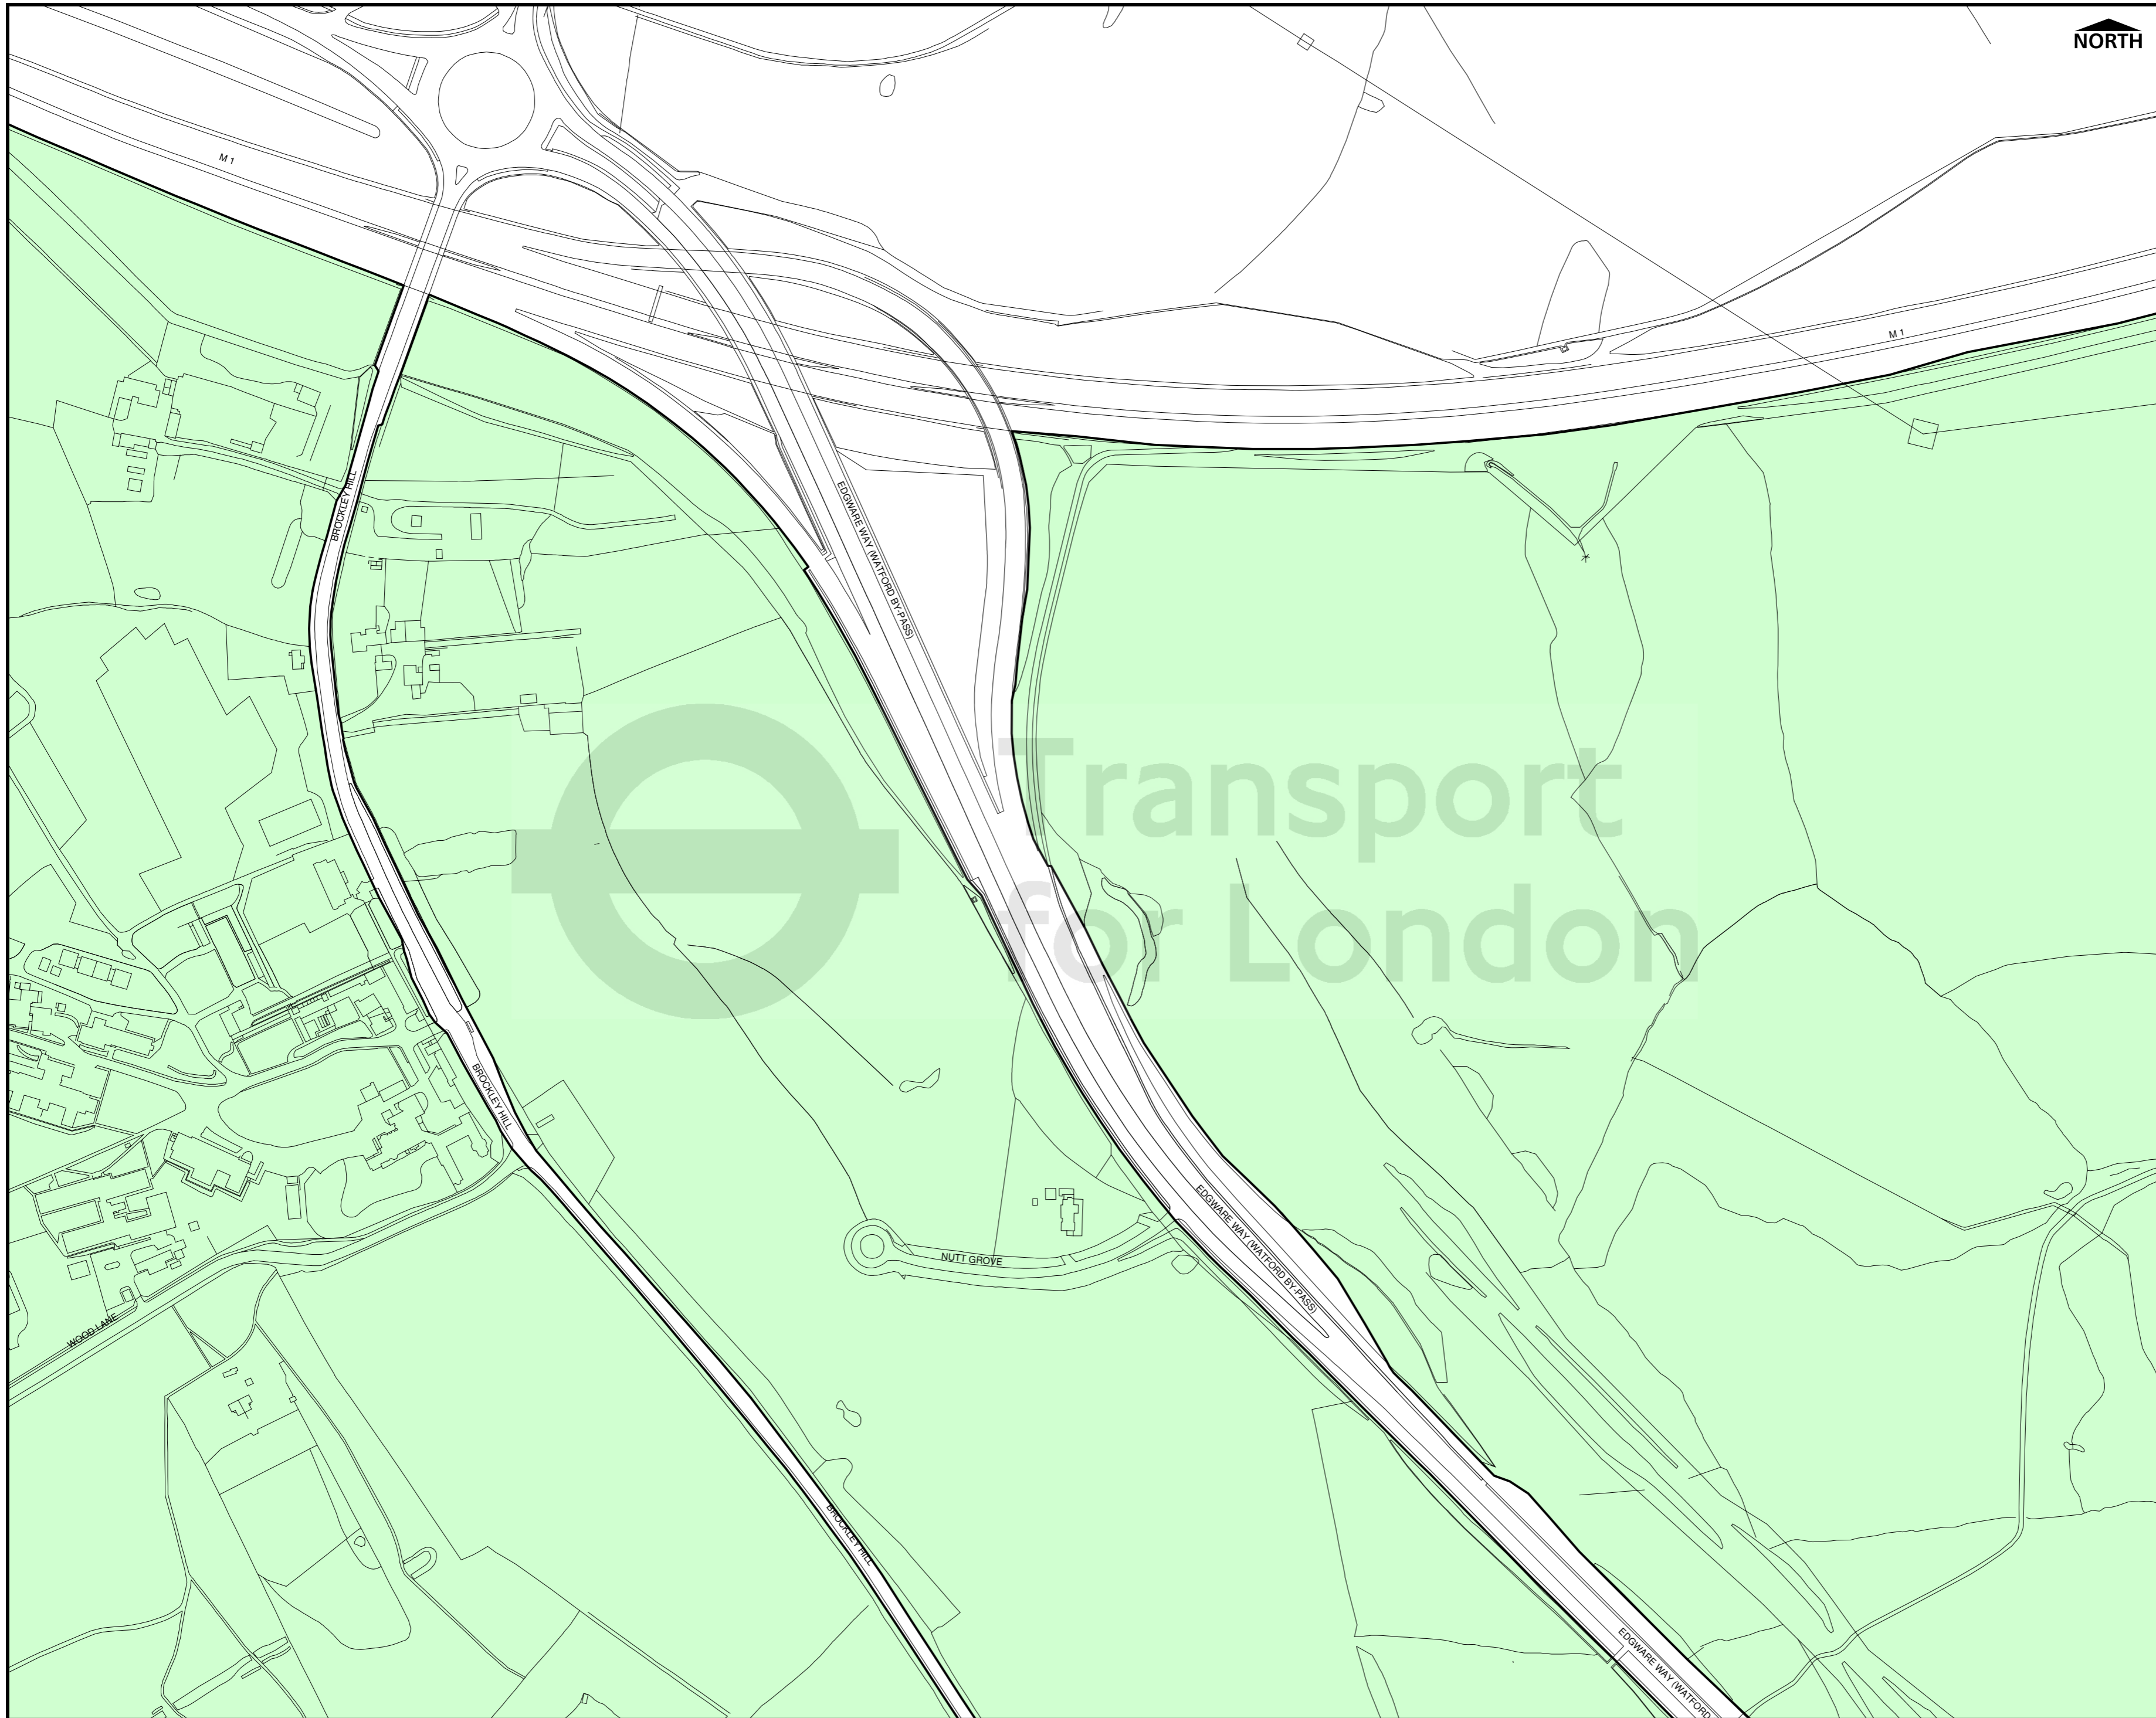 NORTH
M 1
M 1
BROCKLEY HILL
EDGWARE WAY (WATFORD BY-PASS)
Transport
for London
BROCKLEY HILL
EDGWARE WAY (WATFORD BY-PASS)
NUTT GROVE
WOOD LANE
BROCKLEY HILL
EDGWARE WAY (WATFORD